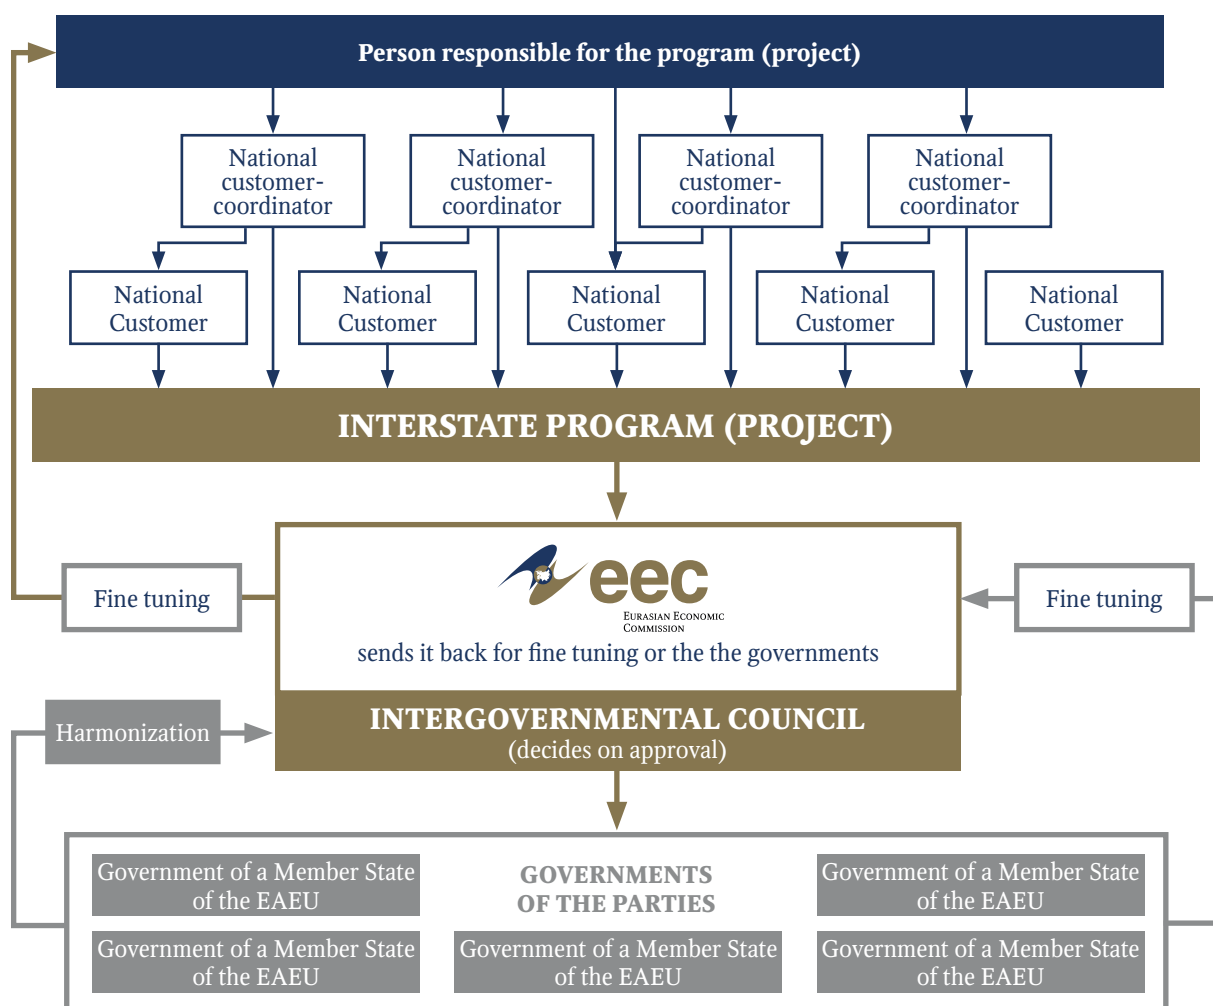 Person responsible for the program (project)
National
customer-
coordinator
National
customer-
coordinator
National
customer-
coordinator
National
customer-
coordinator
National
Customer
National
Customer
National
Customer
National
Customer
National
Customer
INTERSTATE PROGRAM (PROJECT)
eec
EURASIAN ECONOMIC
COMMISSION
Fine tuning
Fine tuning
sends it back for fine tuning or the the governments
Harmonization
INTERGOVERNMENTAL COUNCIL
(decides on approval)
Government of a Member State
of the EAEU
GOVERNMENTS
OF THE PARTIES
Government of a Member State
of the EAEU
Government of a Member State
of the EAEU
Government of a Member State
of the EAEU
Government of a Member State
of the EAEU